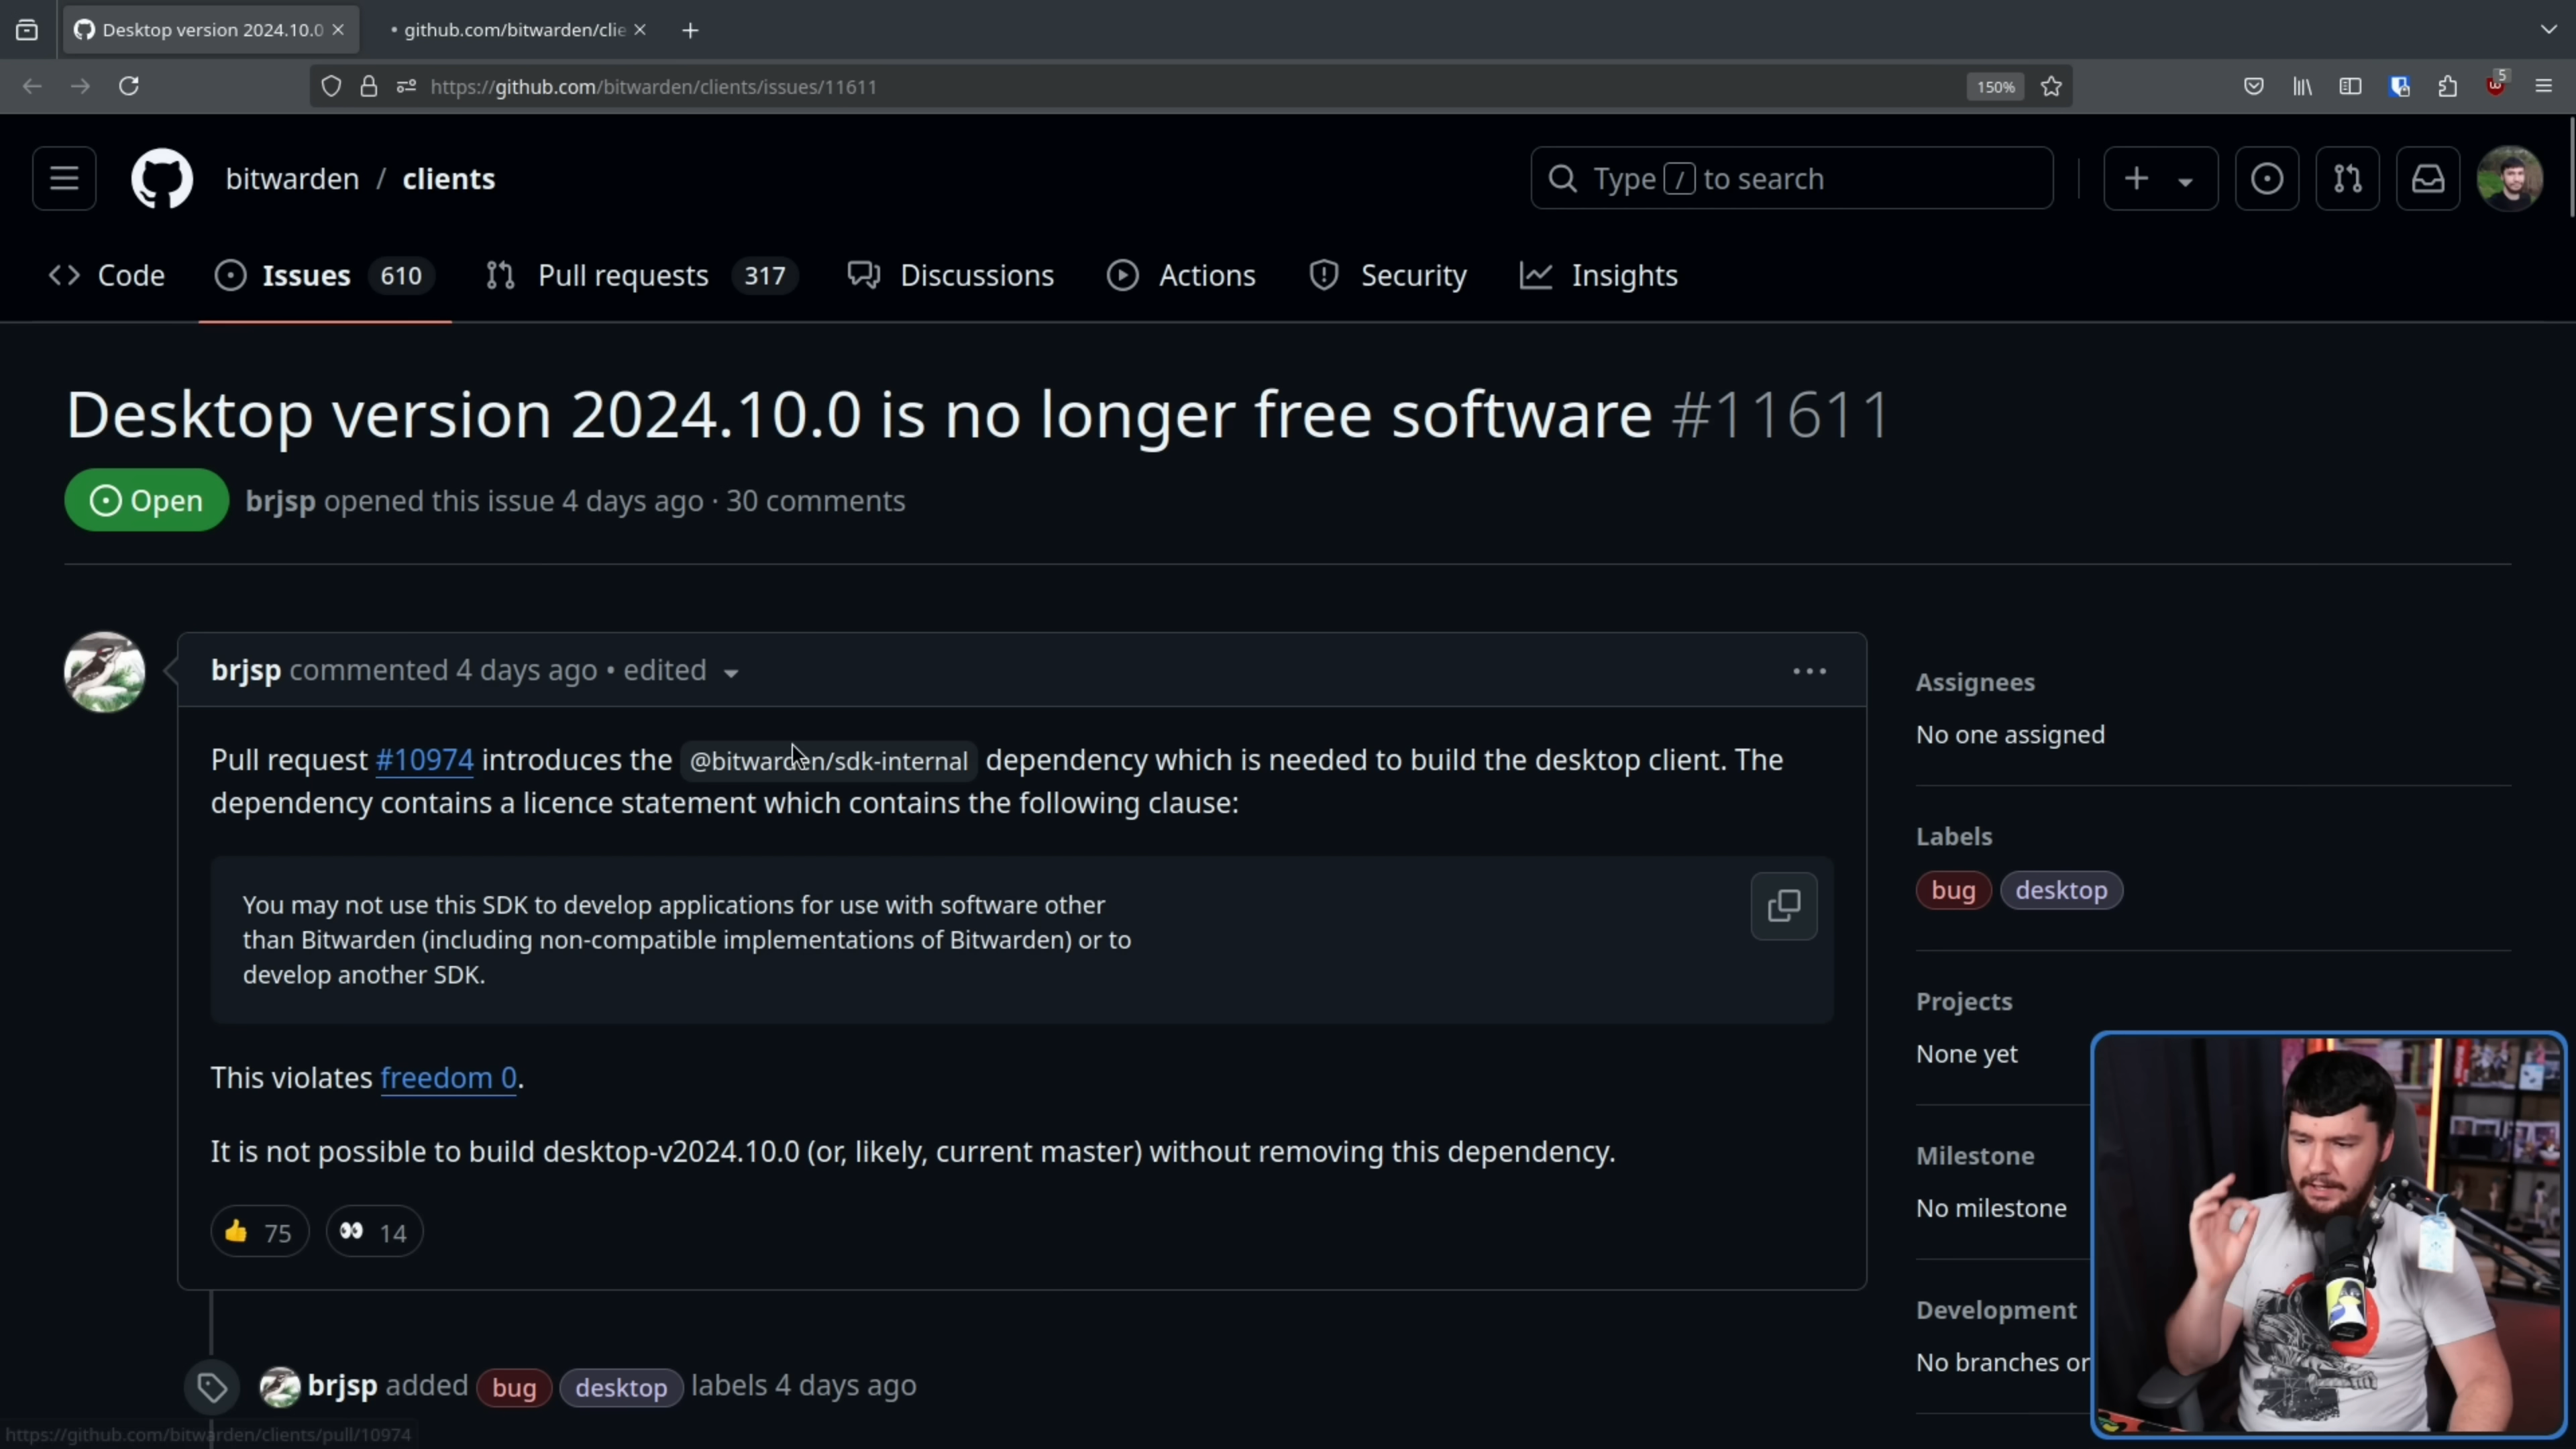 Desktop version 2024.10.0
github.com/bitwarden/clie
https://github.com/bitwarden/clients/issues/11611
150%
5
bitwarden / clients
Type / to search
Code
Issues 610
Pull requests 317
Discussions
Actions
Security
Insights
Desktop version 2024.10.0 is no longer free software #11611
Open
brjsp opened this issue 4 days ago · 30 comments
brjsp commented 4 days ago • edited
Pull request #10974 introduces the @bitwarden/sdk-internal dependency which is needed to build the desktop client. The
dependency contains a licence statement which contains the following clause:
You may not use this SDK to develop applications for use with software other
than Bitwarden (including non-compatible implementations of Bitwarden) or to
develop another SDK.
This violates freedom 0.
It is not possible to build desktop-v2024.10.0 (or, likely, current master) without removing this dependency.
75
14
brjsp added bug desktop labels 4 days ago
Assignees
No one assigned
Labels
bug desktop
Projects
None yet
Milestone
No milestone
Development
No branches or
https://github.com/bitwarden/clients/pull/10974